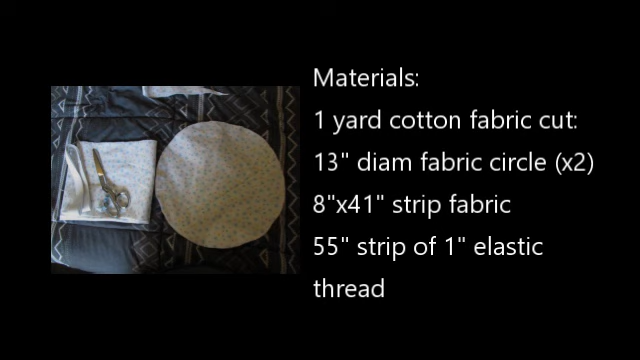 Materials:
1 yard cotton fabric cut:
13" diam fabric circle (x2)
8"x41" strip fabric
55" strip of 1" elastic
thread